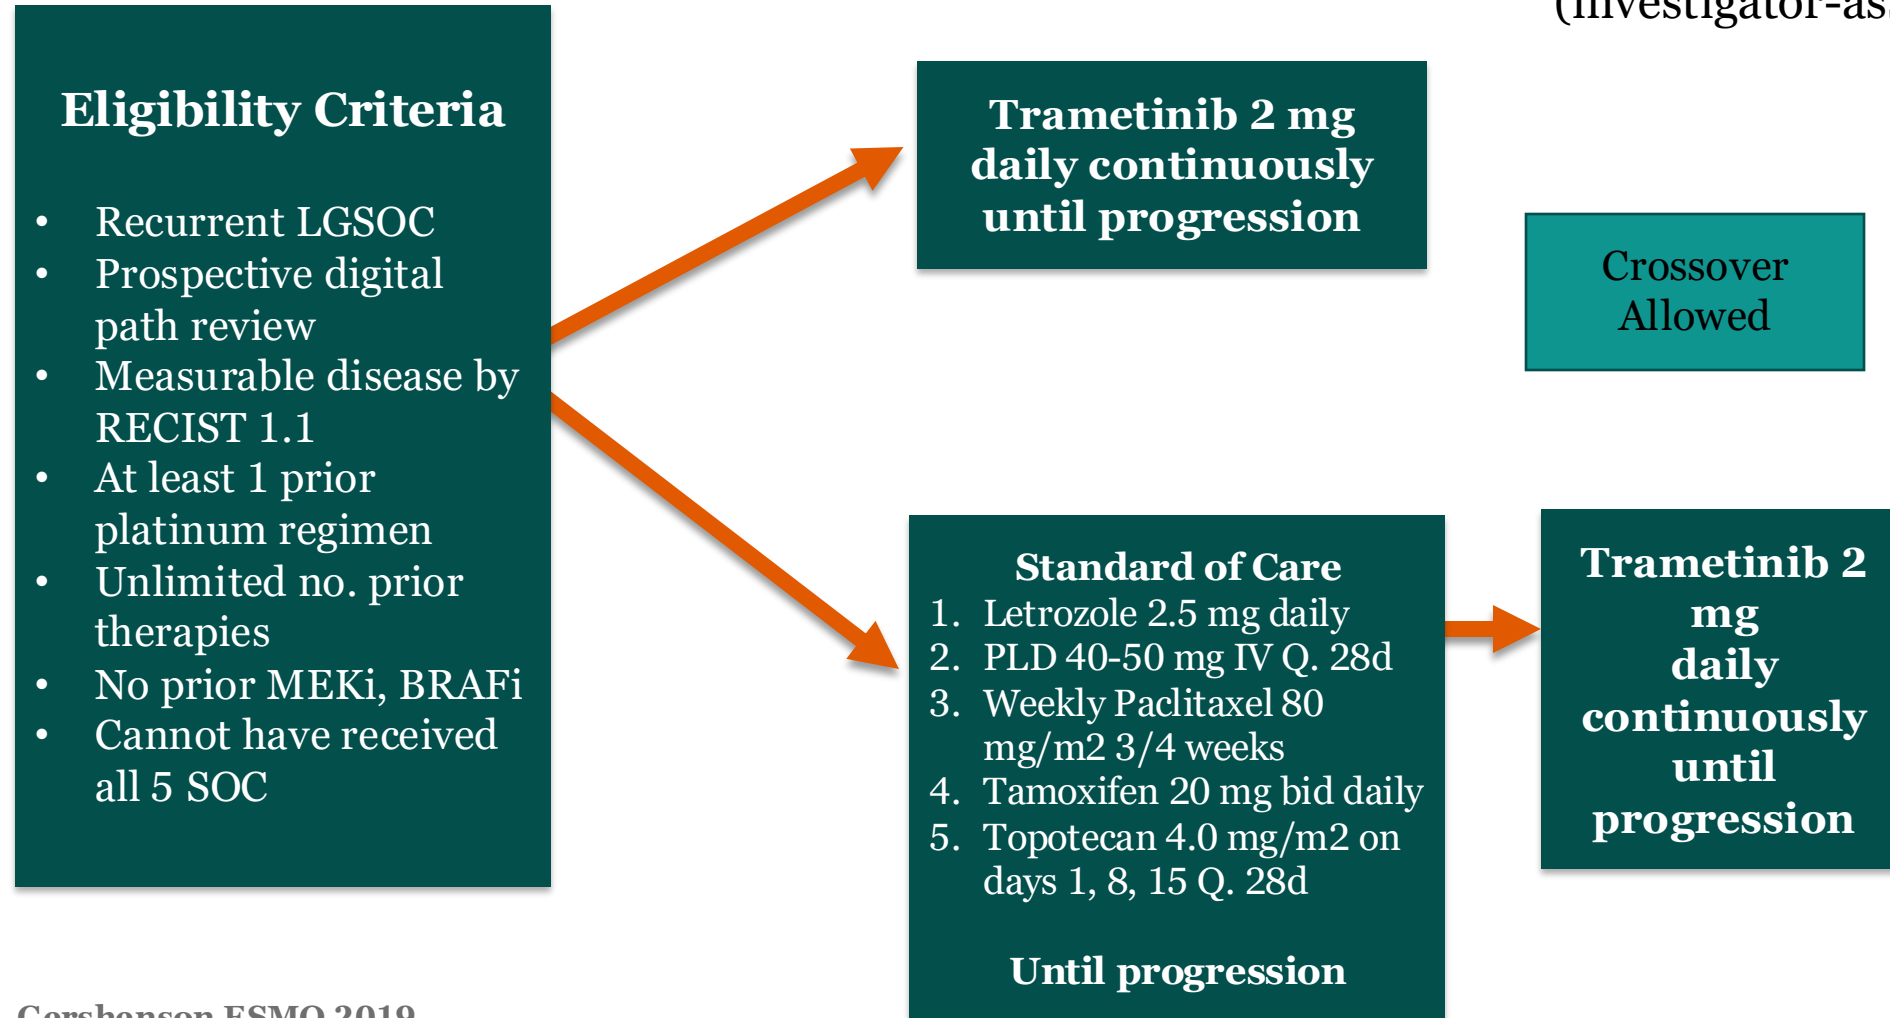 (investigator-as
Eligibility Criteria
• Recurrent LGSOC
• Prospective digital
path review
• Measurable disease by
RECIST 1.1
• At least 1 prior
platinum regimen
• Unlimited no. prior
therapies
• No prior MEKi, BRAFi
• Cannot have received
all 5 SOC
Trametinib 2 mg
daily continuously
until progression
Crossover
Allowed
Standard of Care
1. Letrozole 2.5 mg daily
2. PLD 40-50 mg IV Q. 28d
3. Weekly Paclitaxel 80
mg/m2 3/4 weeks
4. Tamoxifen 20 mg bid daily
5. Topotecan 4.0 mg/m2 on
days 1, 8, 15 Q. 28d
Until progression
Trametinib 2
mg
daily
continuously
until
progression
Gershenson ESMO 2019